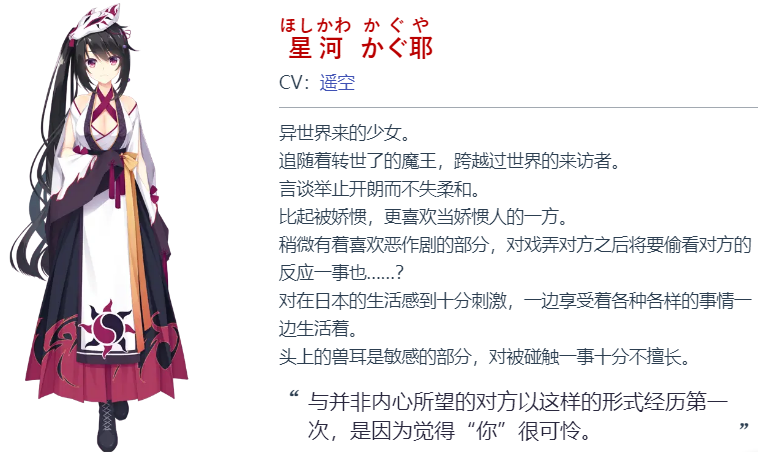 ほしかわ かぐや
星河 かぐ耶
CV：遥空
异世界来的少女。
追随着转世了的魔王，跨越过世界的来访者。
言谈举止开朗而不失柔和。
比起被娇惯，更喜欢当娇惯人的一方。
稍微有着喜欢恶作剧的部分，对戏弄对方之后将要偷看对方的
反应一事也……？
对在日本的生活感到十分刺激，一边享受着各种各样的事情一
边生活着。
头上的兽耳是敏感的部分，对被碰触一事十分不擅长。
“ 与并非内心所望的对方以这样的形式经历第一
次，是因为觉得“你”很可怜。 ”